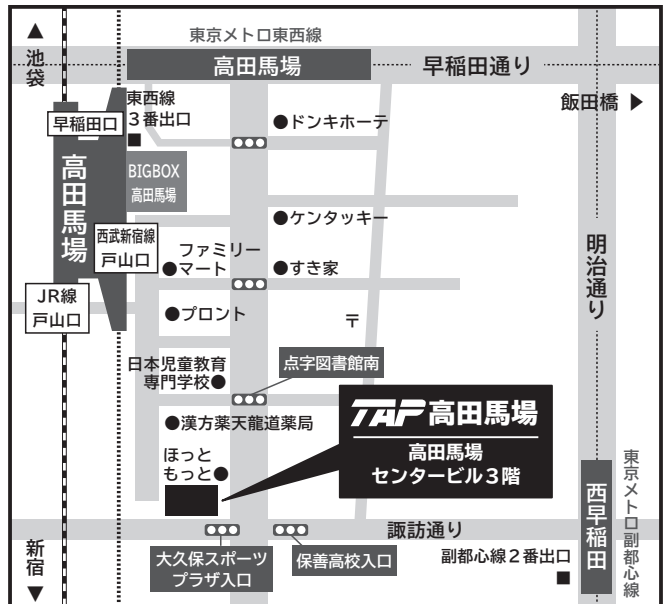 ▲
池袋
東京メトロ東西線
高田馬場
早稲田通り
飯田橋 ▶
早稲田口
東西線
3番出口
■
●ドンキホーテ
BIGBOX
高田馬場
高田馬場
西武新宿線
戸山口
●ケンタッキー
ファミリー
●マート
●すき家
明治通り
JR線
戸山口
●プロント
〒
日本児童教育
専門学校●
点字図書館南
TAP高田馬場
高田馬場
センタービル3階
●漢方薬天龍道薬局
ほっと
もっと●
西早稲田
東京メトロ副都心線
諏訪通り
新宿
▼
大久保スポーツ
プラザ入口
保善高校入口
副都心線2番出口
■